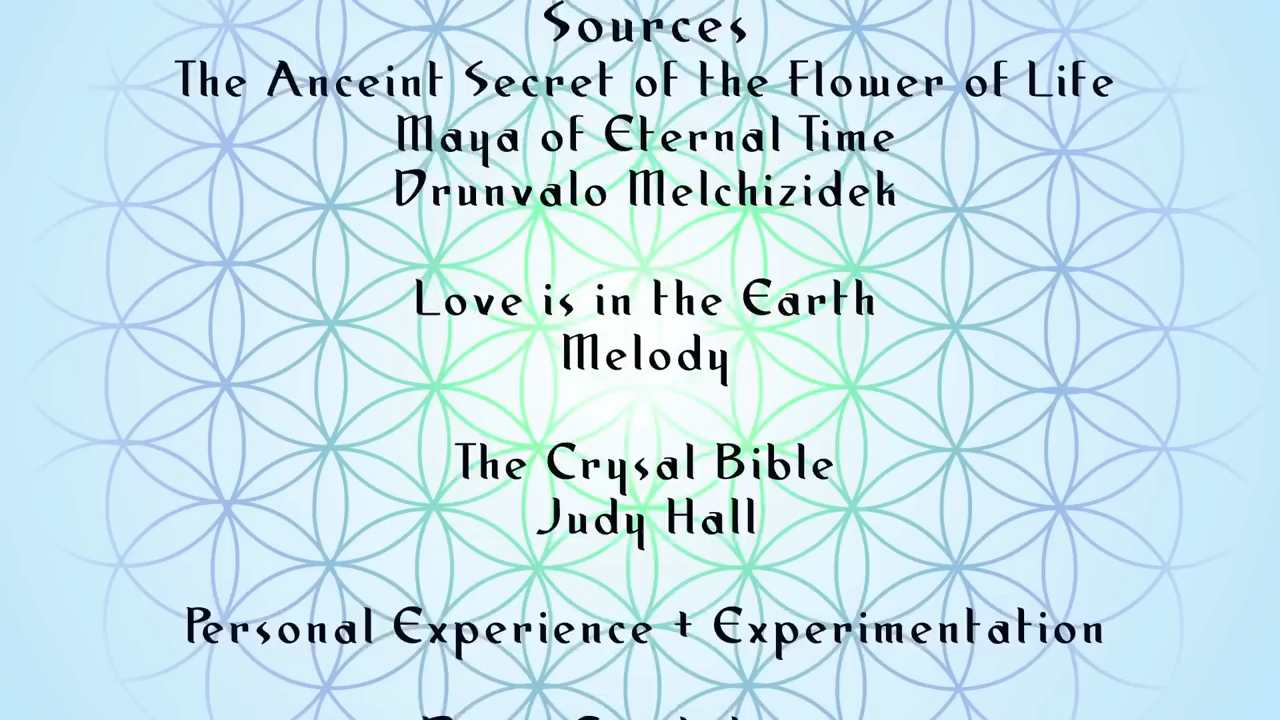 Sources
The Anceint Secret of the Flower of Life
Maya of Eternal Time
Drunvalo Melchizidek
Love is in the Earth
Melody
The Crysal Bible
Judy Hall
Personal Experience + Experimentation